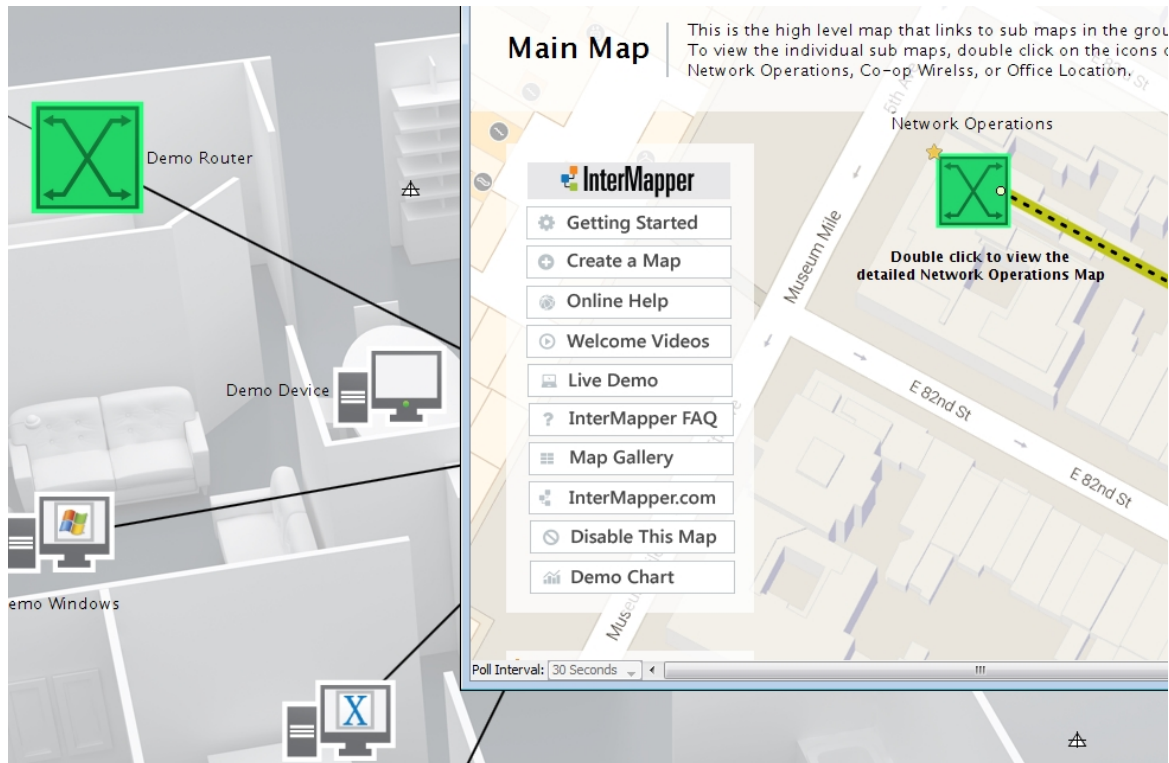 Main Map
This is the high level map that links to sub maps in the grou
To view the individual sub maps, double click on the icons
Network Operations, Co-op Wirelss, or Office Location.
E 83rd St
5th Ave
Network Operations
Demo Router
InterMapper
Getting Started
Create a Map
Online Help
Welcome Videos
Live Demo
InterMapper FAQ
Map Gallery
InterMapper.com
Disable This Map
Demo Chart
Museum Mile
Double click to view the
detailed Network Operations Map
E 82nd St
E 82nd St
Demo Device
emo Windows
X
Poll Interval: 30 Seconds